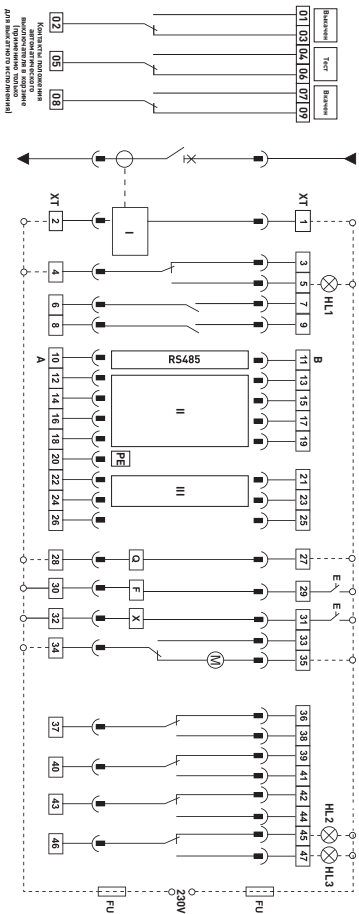 Выкачен
Тест
Вкачен
01 03 04 06 07 09
02 05 08
Контакты положения
автоматического
выключателя в корзине
(применимо только
для выкатного исполнения)
HL1
HL2
HL3
FU
E
E
XT
1 3 5 7 9
B
11 13 15 17 19 21 23 25 27 29 31 33 35 36 38 39 41 42 44 45 47
230V
M
I
RS485
II
PE
III
Q
F
X
FU
XT
2 4 6 8
A
10 12 14 16 18 20 22 24 26 28 30 32 34 37 40 43 46